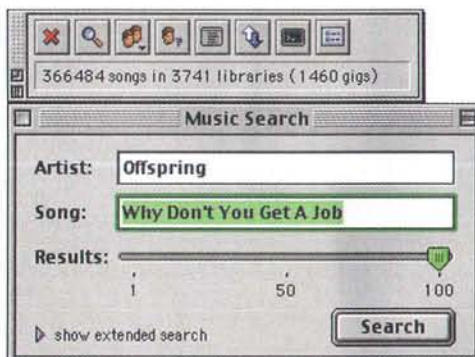 366484 songs in 3741 libraries (1460 gigs)
Music Search
Artist: Offspring
Song: Why Don't You Get A Job
Results:
1 50 100
show extended search
Search